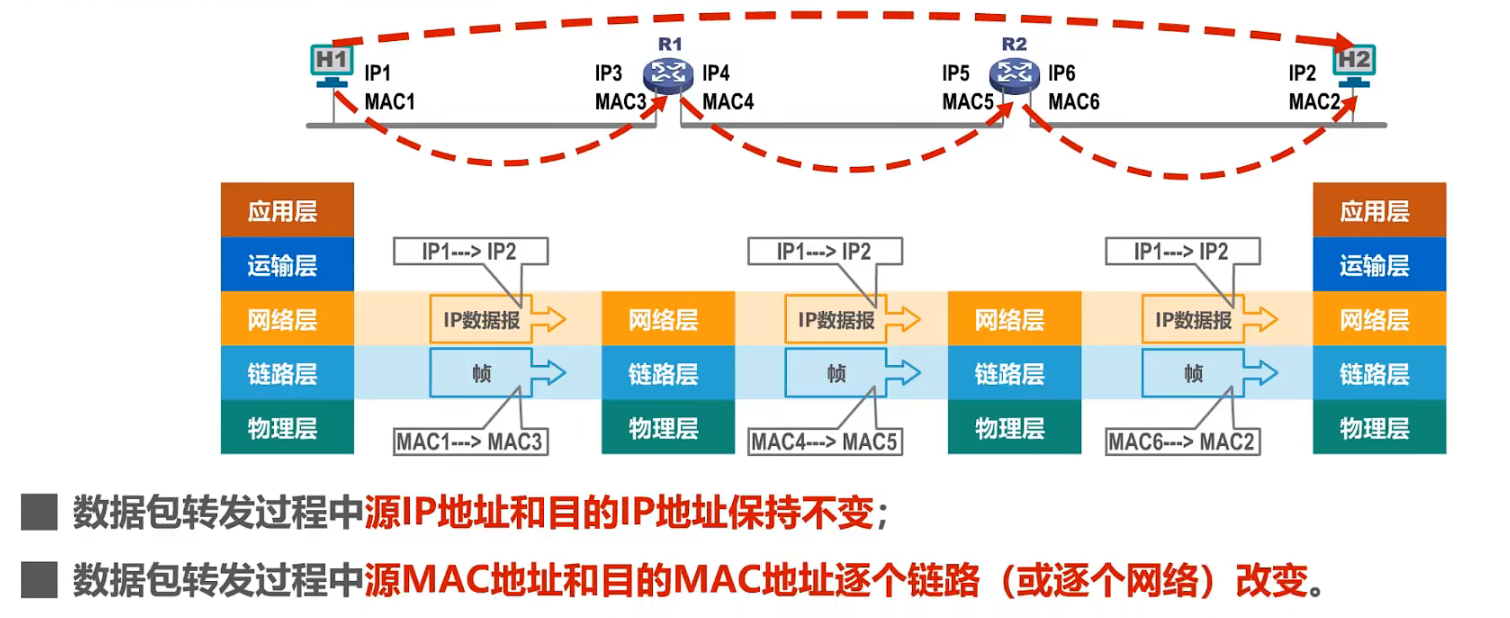 R1 R2
H1 H2
IP1 IP3 IP4 IP5 IP6 IP2
MAC1 MAC3 MAC4 MAC5 MAC6 MAC2
应用层 应用层
运输层 IP1---> IP2 IP1---> IP2 IP1---> IP2 运输层
网络层 IP数据报 网络层 IP数据报 网络层 IP数据报 网络层
链路层 帧 链路层 帧 链路层 帧 链路层
物理层 MAC1---> MAC3 物理层 MAC4---> MAC5 物理层 MAC6---> MAC2 物理层
数据包转发过程中源IP地址和目的IP地址保持不变；
数据包转发过程中源MAC地址和目的MAC地址逐个链路（或逐个网络）改变。